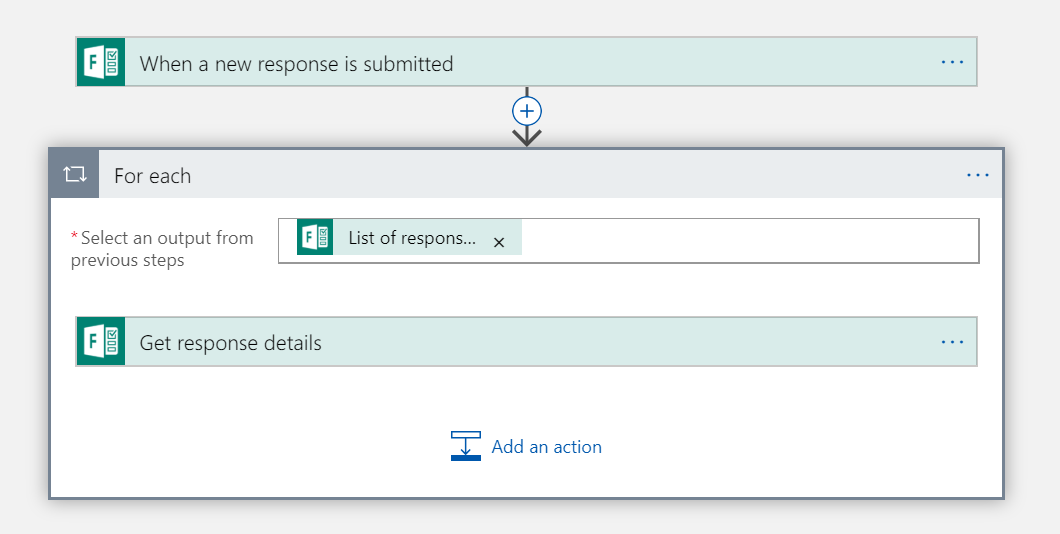 When a new response is submitted
For each
*Select an output from
previous steps
List of respons...
Get response details
Add an action